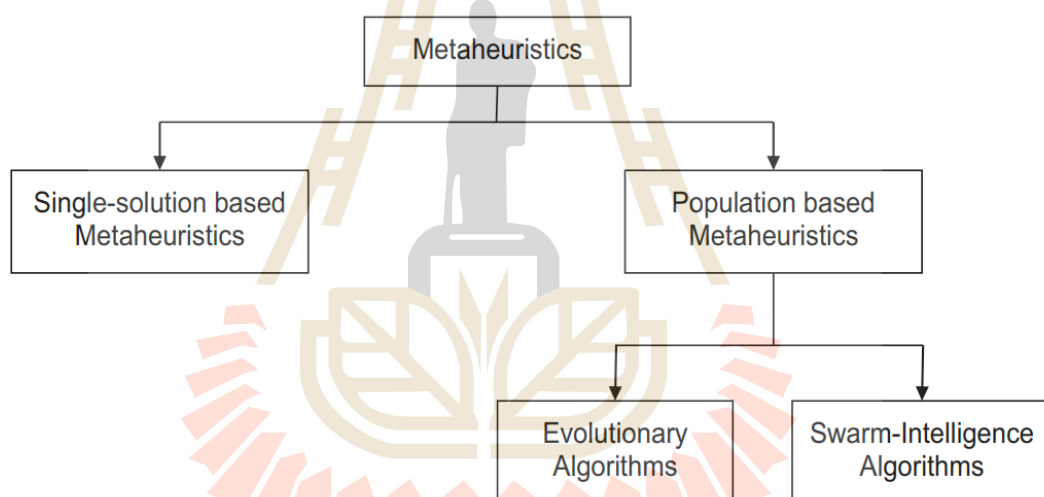 Metaheuristics
Single-solution based
Metaheuristics
Population based
Metaheuristics
Evolutionary
Algorithms
Swarm-Intelligence
Algorithms